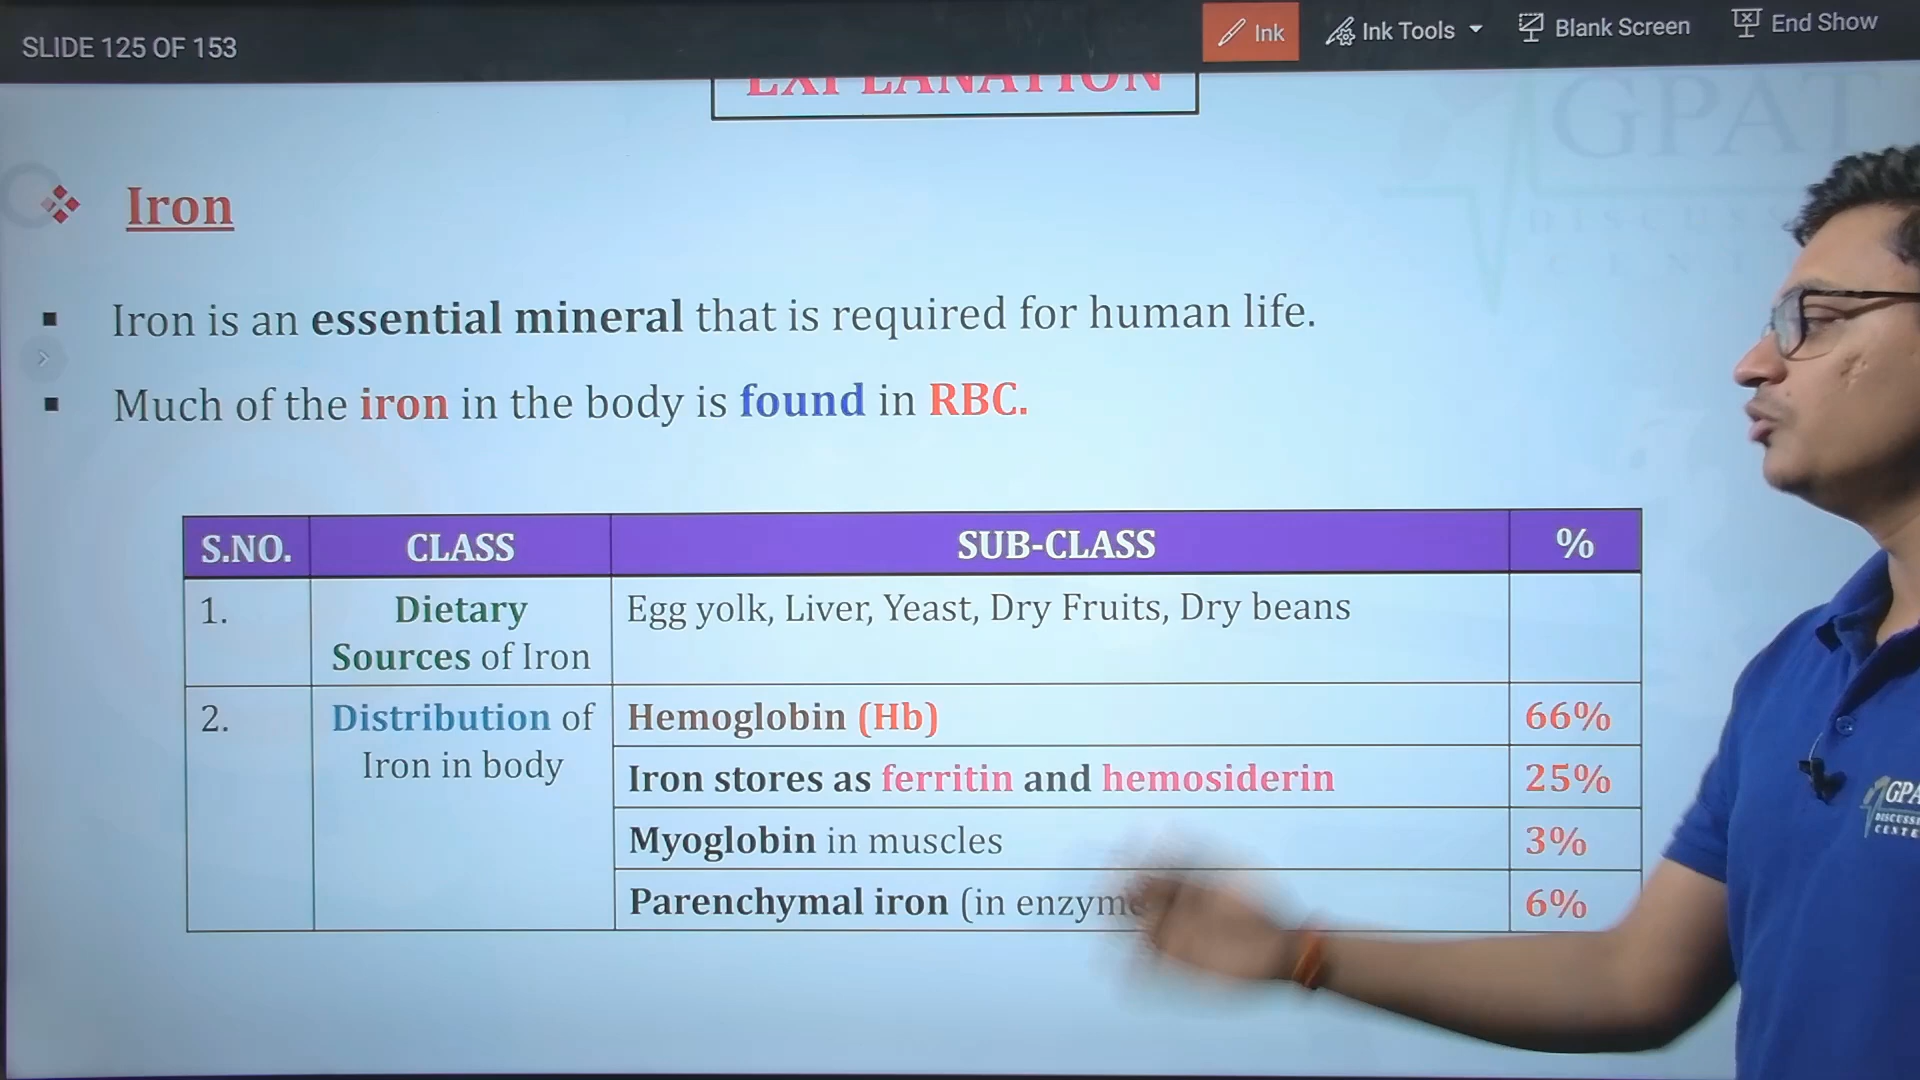 SLIDE 125 OF 153
Ink
Ink Tools
Blank Screen
End Show
EXPLANATION
GPAT
Iron
Iron is an essential mineral that is required for human life.
Much of the iron in the body is found in RBC.
S.NO. CLASS SUB-CLASS %
1. Dietary Sources of Iron Egg yolk, Liver, Yeast, Dry Fruits, Dry beans
2. Distribution of Iron in body Hemoglobin (Hb) 66%
Iron stores as ferritin and hemosiderin 25%
Myoglobin in muscles 3%
Parenchymal iron (in 6%